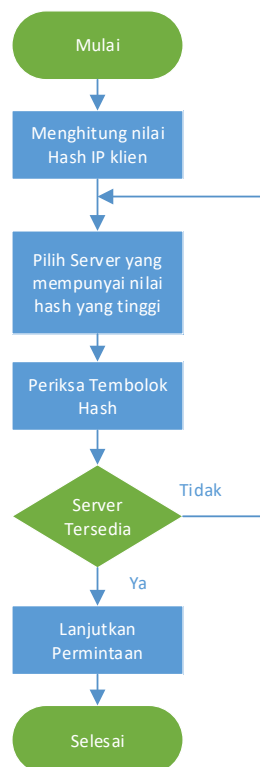 Mulai
Menghitung nilai
Hash IP klien
Pilih Server yang
mempunyai nilai
hash yang tinggi
Periksa Tembolok
Hash
Server
Tersedia
Tidak
Ya
Lanjutkan
Permintaan
Selesai